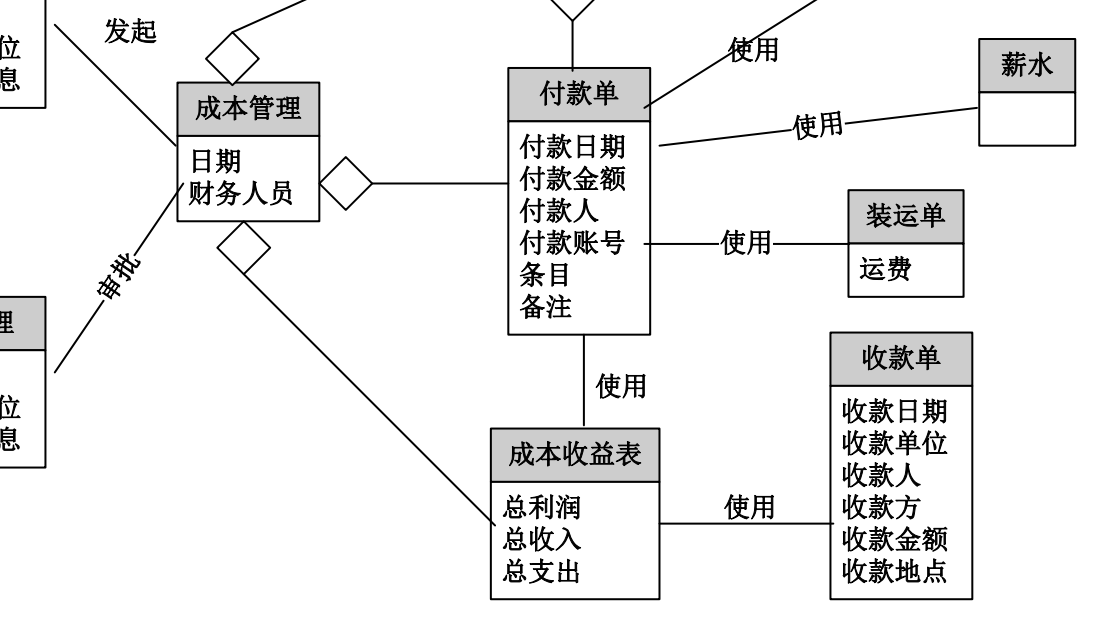 发起
位
息
成本管理
日期
财务人员
审批
理
位
息
付款单
付款日期
付款金额
付款人
付款账号
条目
备注
使用
使用
薪水
使用
装运单
运费
使用
成本收益表
总利润
总收入
总支出
使用
收款单
收款日期
收款单位
收款人
收款方
收款金额
收款地点